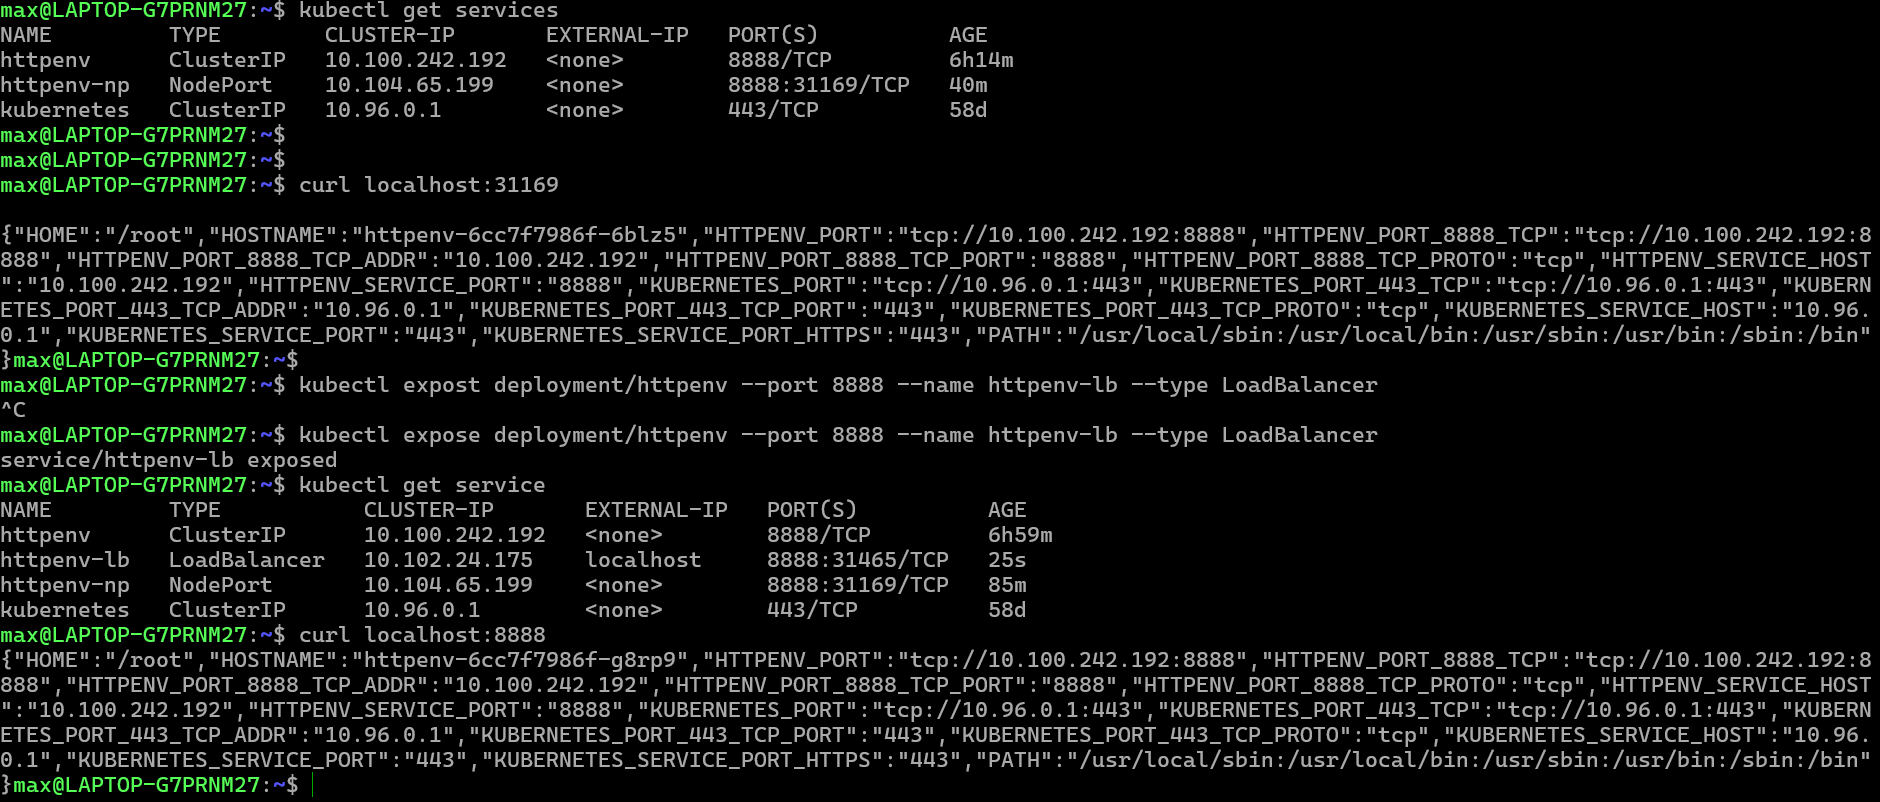 max@LAPTOP-G7PRNM27:~$ kubectl get services
NAME         TYPE        CLUSTER-IP       EXTERNAL-IP   PORT(S)          AGE
httpenv      ClusterIP   10.100.242.192   <none>        8888/TCP         6h14m
httpenv-np   NodePort    10.104.65.199    <none>        8888:31169/TCP   40m
kubernetes   ClusterIP   10.96.0.1        <none>        443/TCP          58d
max@LAPTOP-G7PRNM27:~$
max@LAPTOP-G7PRNM27:~$
max@LAPTOP-G7PRNM27:~$ curl localhost:31169
{"HOME":"/root","HOSTNAME":"httpenv-6cc7f7986f-6blz5","HTTPENV_PORT":"tcp://10.100.242.192:8888","HTTPENV_PORT_8888_TCP":"tcp://10.100.242.192:8
888","HTTPENV_PORT_8888_TCP_ADDR":"10.100.242.192","HTTPENV_PORT_8888_TCP_PORT":"8888","HTTPENV_PORT_8888_TCP_PROTO":"tcp","HTTPENV_SERVICE_HOST
":"10.100.242.192","HTTPENV_SERVICE_PORT":"8888","KUBERNETES_PORT":"tcp://10.96.0.1:443","KUBERNETES_PORT_443_TCP":"tcp://10.96.0.1:443","KUBERN
ETES_PORT_443_TCP_ADDR":"10.96.0.1","KUBERNETES_PORT_443_TCP_PORT":"443","KUBERNETES_PORT_443_TCP_PROTO":"tcp","KUBERNETES_SERVICE_HOST":"10.96.
0.1","KUBERNETES_SERVICE_PORT":"443","KUBERNETES_SERVICE_PORT_HTTPS":"443","PATH":"/usr/local/sbin:/usr/local/bin:/usr/sbin:/usr/bin:/sbin:/bin"
}max@LAPTOP-G7PRNM27:~$
max@LAPTOP-G7PRNM27:~$ kubectl expost deployment/httpenv --port 8888 --name httpenv-lb --type LoadBalancer
^C
max@LAPTOP-G7PRNM27:~$ kubectl expose deployment/httpenv --port 8888 --name httpenv-lb --type LoadBalancer
service/httpenv-lb exposed
max@LAPTOP-G7PRNM27:~$ kubectl get service
NAME         TYPE           CLUSTER-IP       EXTERNAL-IP   PORT(S)          AGE
httpenv      ClusterIP      10.100.242.192   <none>        8888/TCP         6h59m
httpenv-lb   LoadBalancer   10.102.24.175    localhost     8888:31465/TCP   25s
httpenv-np   NodePort       10.104.65.199    <none>        8888:31169/TCP   85m
kubernetes   ClusterIP      10.96.0.1        <none>        443/TCP          58d
max@LAPTOP-G7PRNM27:~$ curl localhost:8888
{"HOME":"/root","HOSTNAME":"httpenv-6cc7f7986f-g8rp9","HTTPENV_PORT":"tcp://10.100.242.192:8888","HTTPENV_PORT_8888_TCP":"tcp://10.100.242.192:8
888","HTTPENV_PORT_8888_TCP_ADDR":"10.100.242.192","HTTPENV_PORT_8888_TCP_PORT":"8888","HTTPENV_PORT_8888_TCP_PROTO":"tcp","HTTPENV_SERVICE_HOST
":"10.100.242.192","HTTPENV_SERVICE_PORT":"8888","KUBERNETES_PORT":"tcp://10.96.0.1:443","KUBERNETES_PORT_443_TCP":"tcp://10.96.0.1:443","KUBERN
ETES_PORT_443_TCP_ADDR":"10.96.0.1","KUBERNETES_PORT_443_TCP_PORT":"443","KUBERNETES_PORT_443_TCP_PROTO":"tcp","KUBERNETES_SERVICE_HOST":"10.96.
0.1","KUBERNETES_SERVICE_PORT":"443","KUBERNETES_SERVICE_PORT_HTTPS":"443","PATH":"/usr/local/sbin:/usr/local/bin:/usr/sbin:/usr/bin:/sbin:/bin"
}max@LAPTOP-G7PRNM27:~$